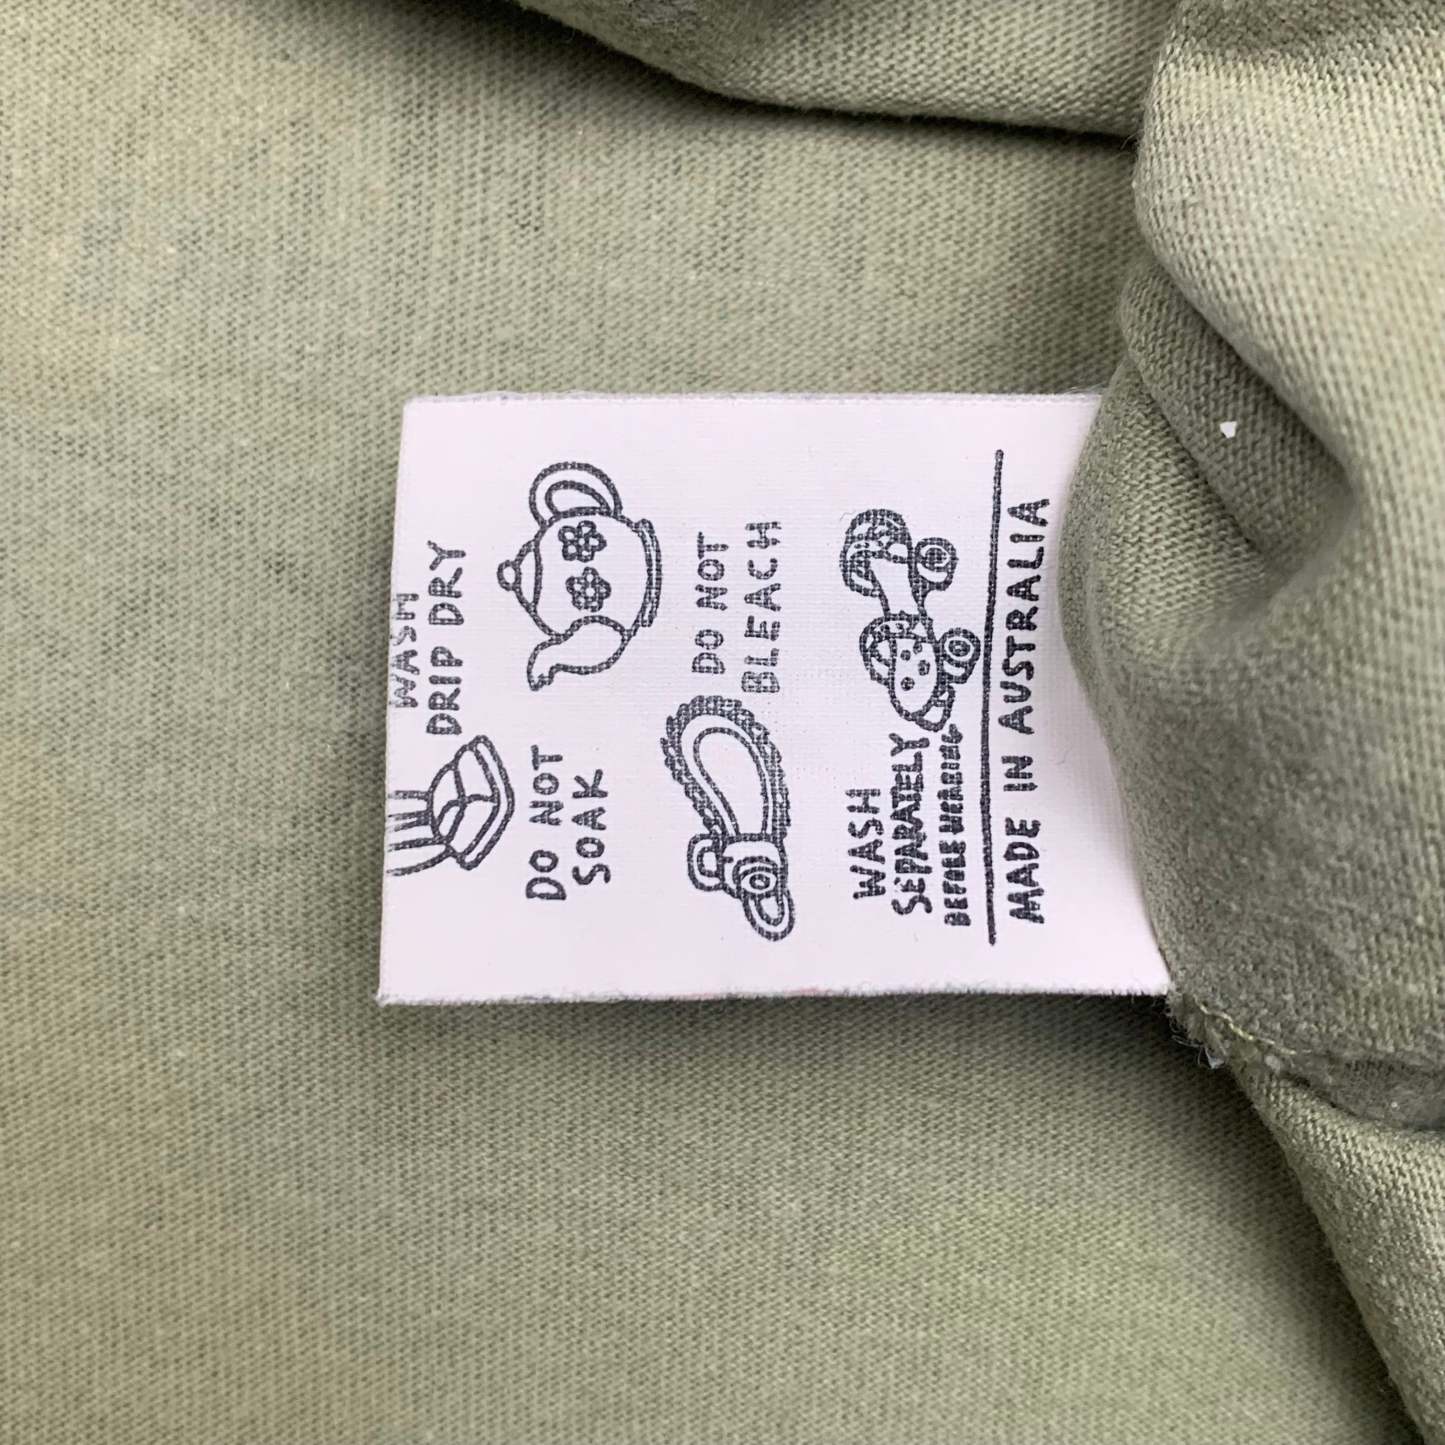 WASH
DRIP DRY
DO NOT
SOAK
DO NOT
BLEACH
WASH
SEPARATELY
BEFORE WEARING
MADE IN AUSTRALIA